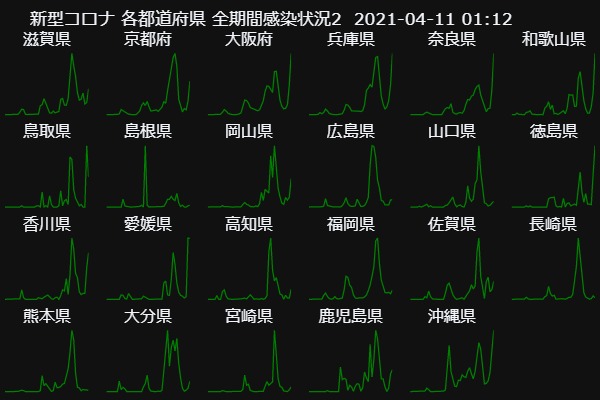 新型コロナ 各都道府県 全期間感染状況2 2021-04-11 01:12
滋賀県 京都府 大阪府 兵庫県 奈良県 和歌山県
鳥取県 島根県 岡山県 広島県 山口県 徳島県
香川県 愛媛県 高知県 福岡県 佐賀県 長崎県
熊本県 大分県 宮崎県 鹿児島県 沖縄県